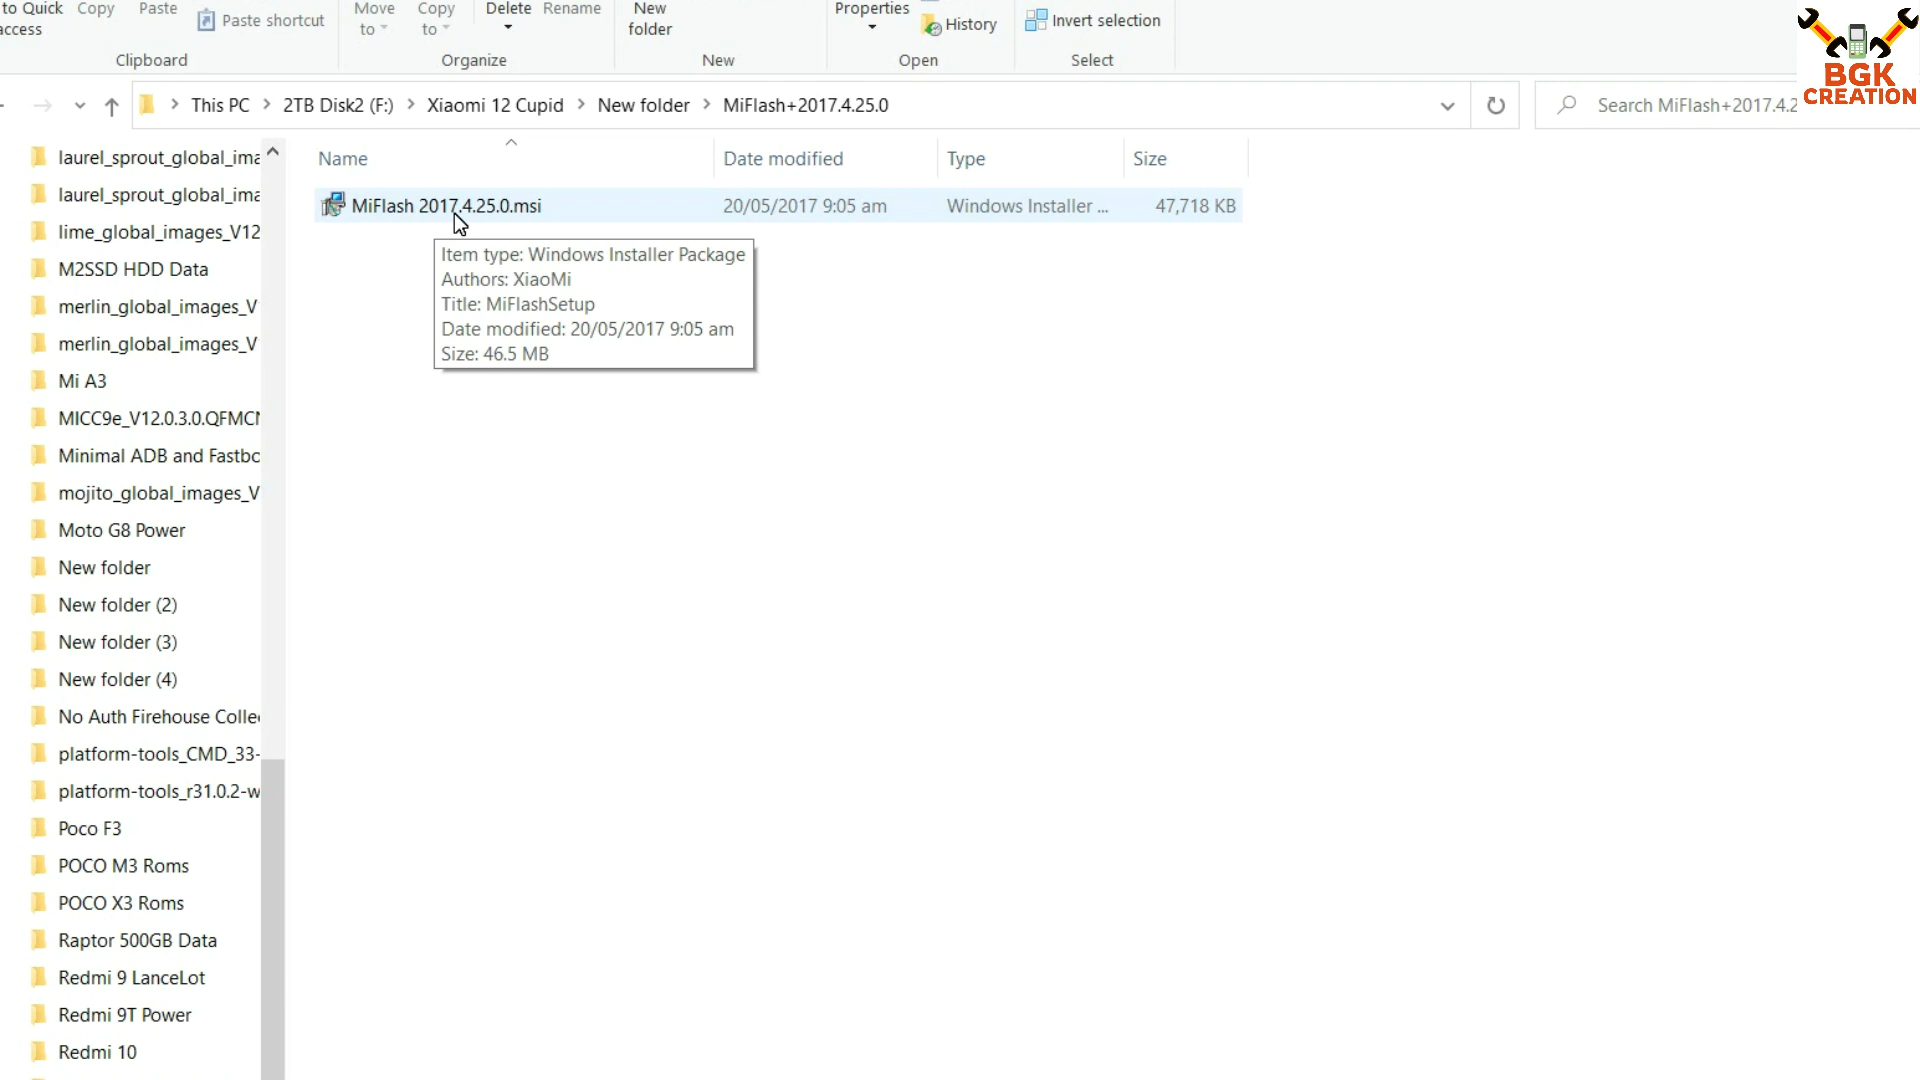 to Quick
access
Copy
Paste
Paste shortcut
Move
to
Copy
to
Delete
Rename
New
folder
Properties
History
Invert selection
Clipboard
Organize
New
Open
Select
BGK
CREATION
This PC
2TB Disk2 (F:)
Xiaomi 12 Cupid
New folder
MiFlash+2017.4.25.0
Search MiFlash+2017.4.2
Name
Date modified
Type
Size
MiFlash 2017.4.25.0.msi
20/05/2017 9:05 am
Windows Installer ...
47,718 KB
Item type: Windows Installer Package
Authors: XiaoMi
Title: MiFlashSetup
Date modified: 20/05/2017 9:05 am
Size: 46.5 MB
laurel_sprout_global_ima
laurel_sprout_global_ima
lime_global_images_V12
M2SSD HDD Data
merlin_global_images_V
merlin_global_images_V
Mi A3
MICC9e_V12.0.3.0.QFMCN
Minimal ADB and Fastbo
mojito_global_images_V
Moto G8 Power
New folder
New folder (2)
New folder (3)
New folder (4)
No Auth Firehouse Colle
platform-tools_CMD_33-
platform-tools_r31.0.2-w
Poco F3
POCO M3 Roms
POCO X3 Roms
Raptor 500GB Data
Redmi 9 LanceLot
Redmi 9T Power
Redmi 10